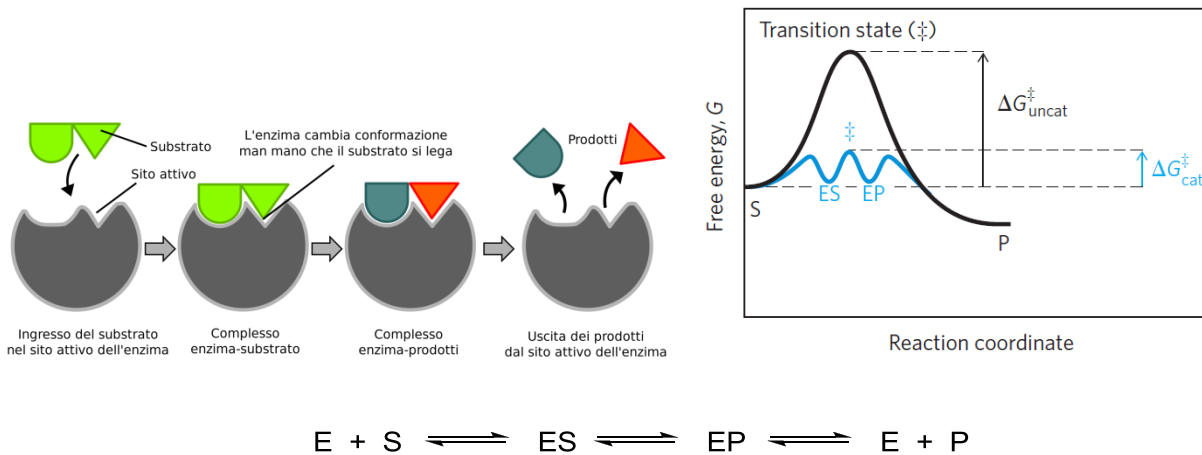 Substrato
Sito attivo
L'enzima cambia conformazione
man mano che il substrato si lega
Prodotti
Ingresso del substrato
nel sito attivo dell'enzima
Complesso
enzima-substrato
Complesso
enzima-prodotti
Uscita dei prodotti
dal sito attivo dell'enzima
Transition state (‡)
Free energy, G
ΔG‡uncat
‡
ΔG‡cat
ES
EP
S
P
Reaction coordinate
E + S ⇌ ES ⇌ EP ⇌ E + P